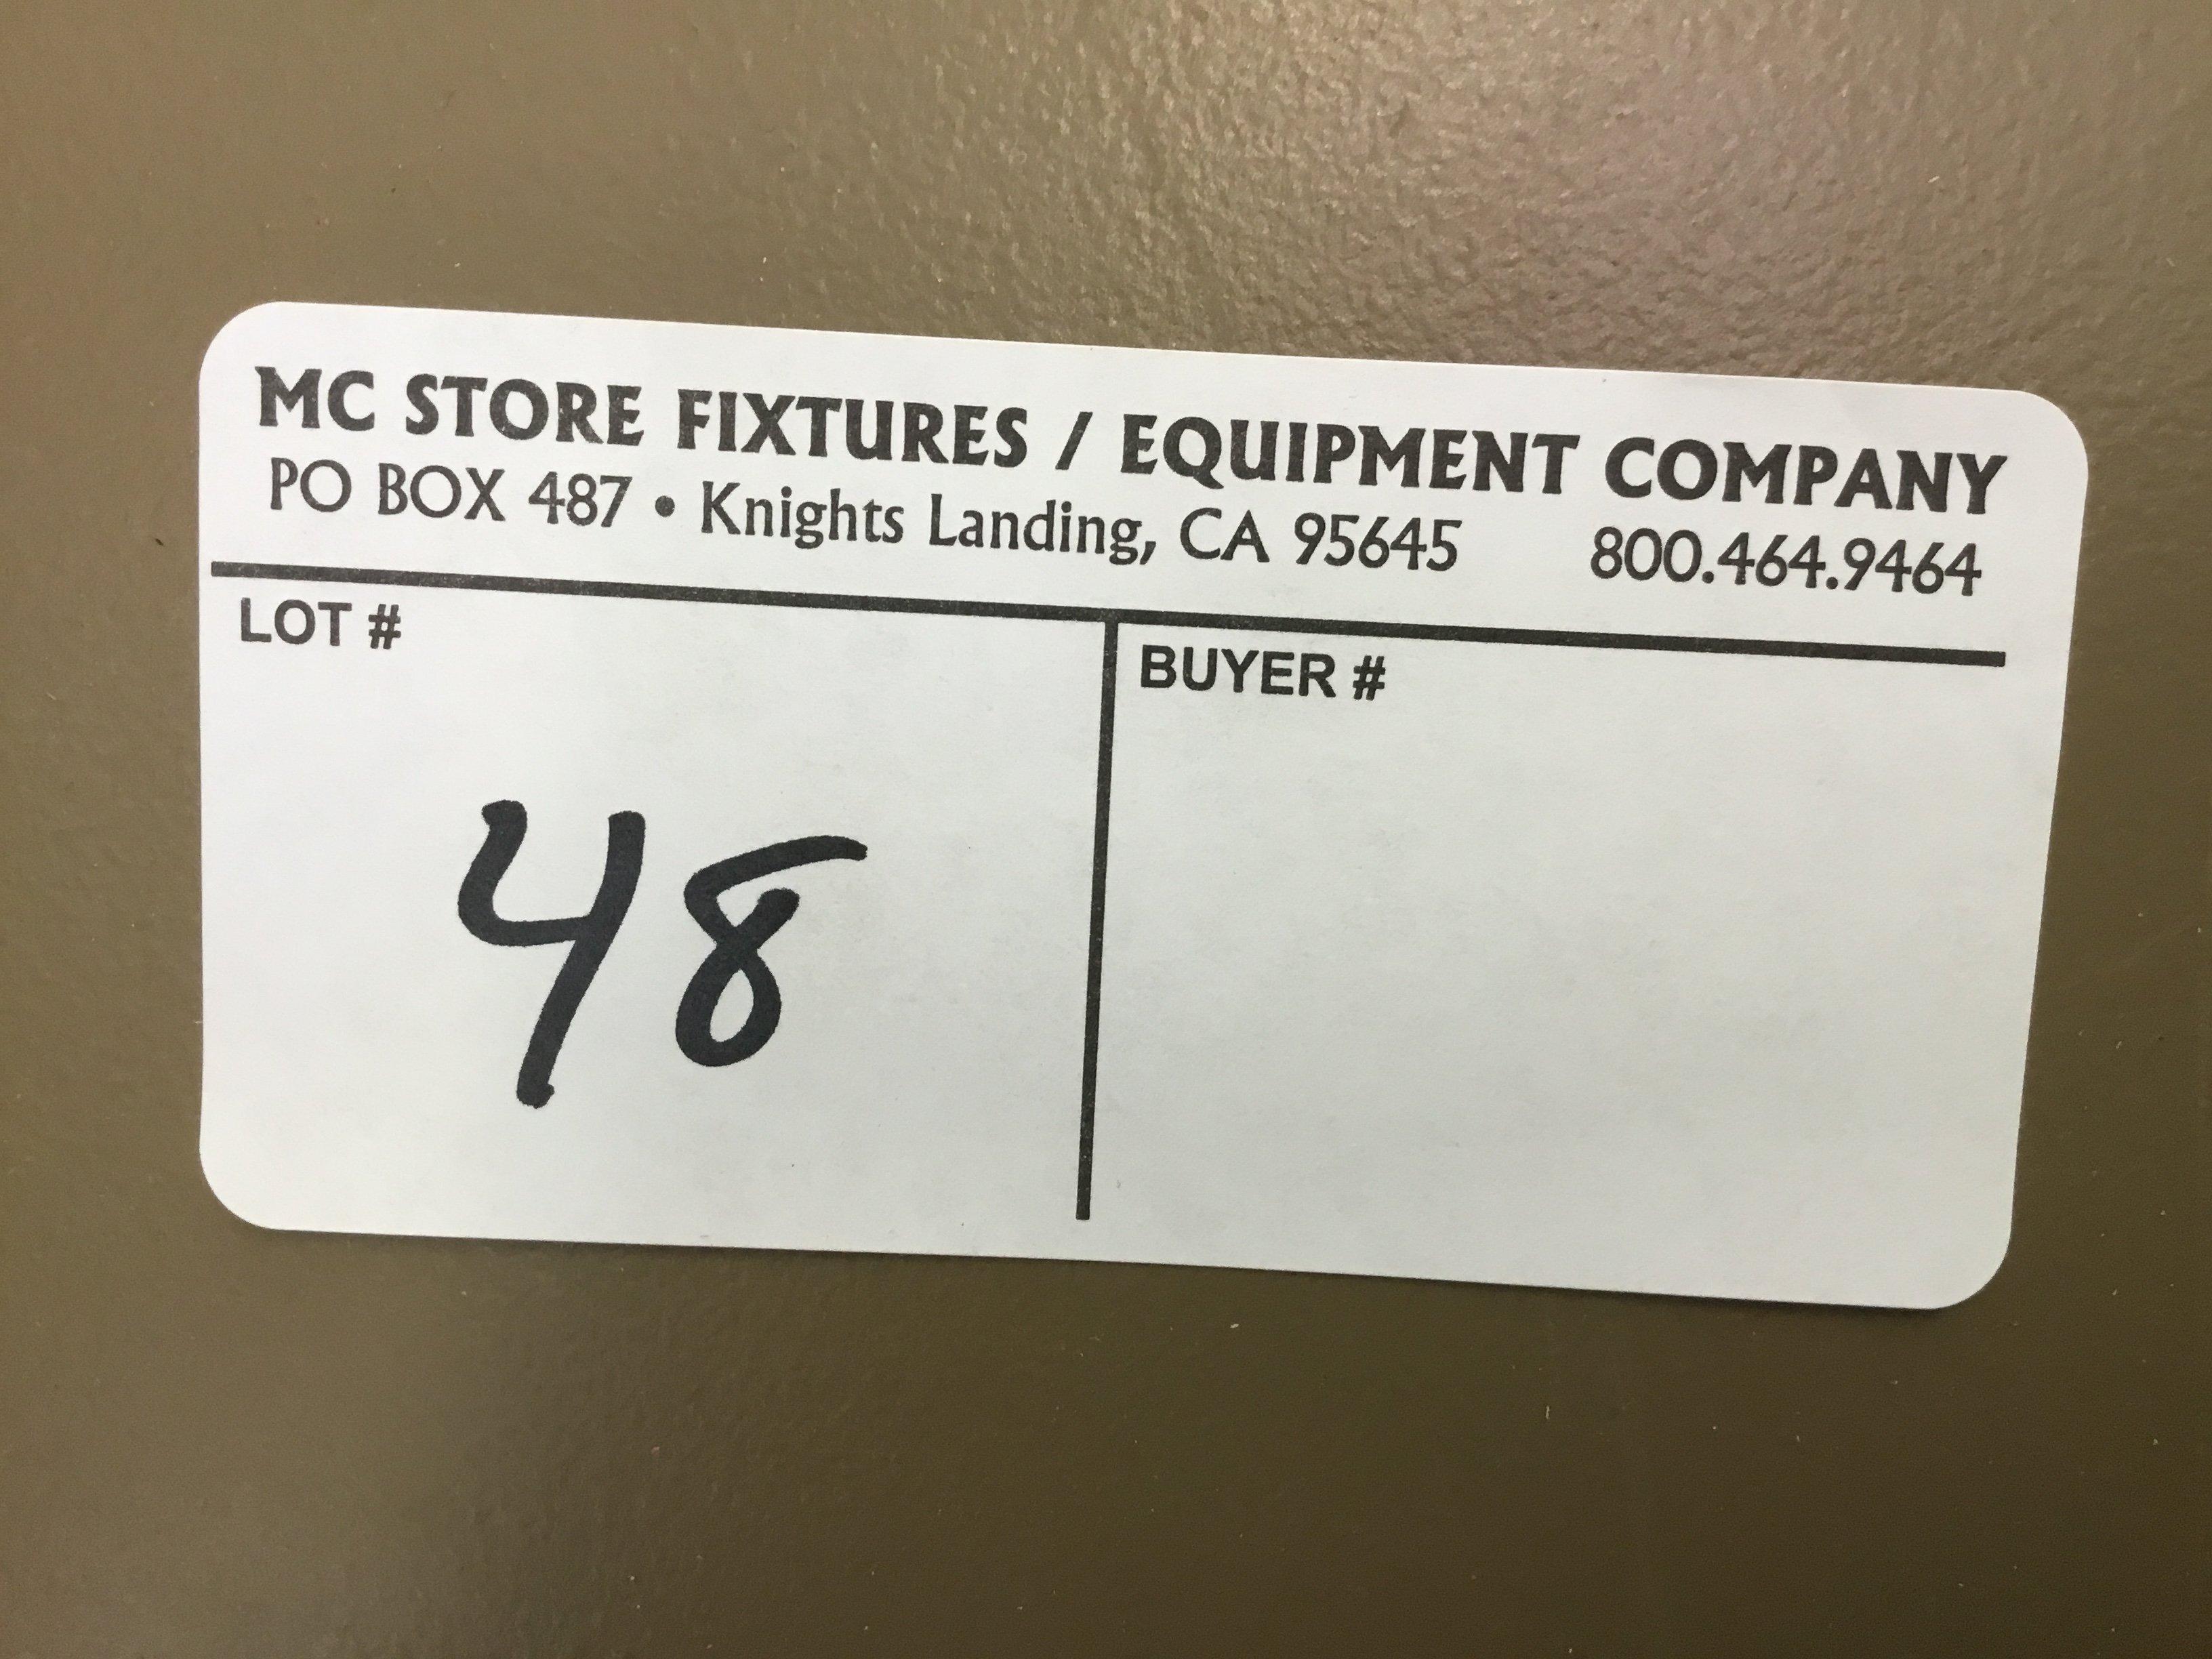 MC STORE FIXTURES / EQUIPMENT COMPANY
PO BOX 487 • Knights Landing, CA 95645 800.464.9464
LOT #
48
BUYER #